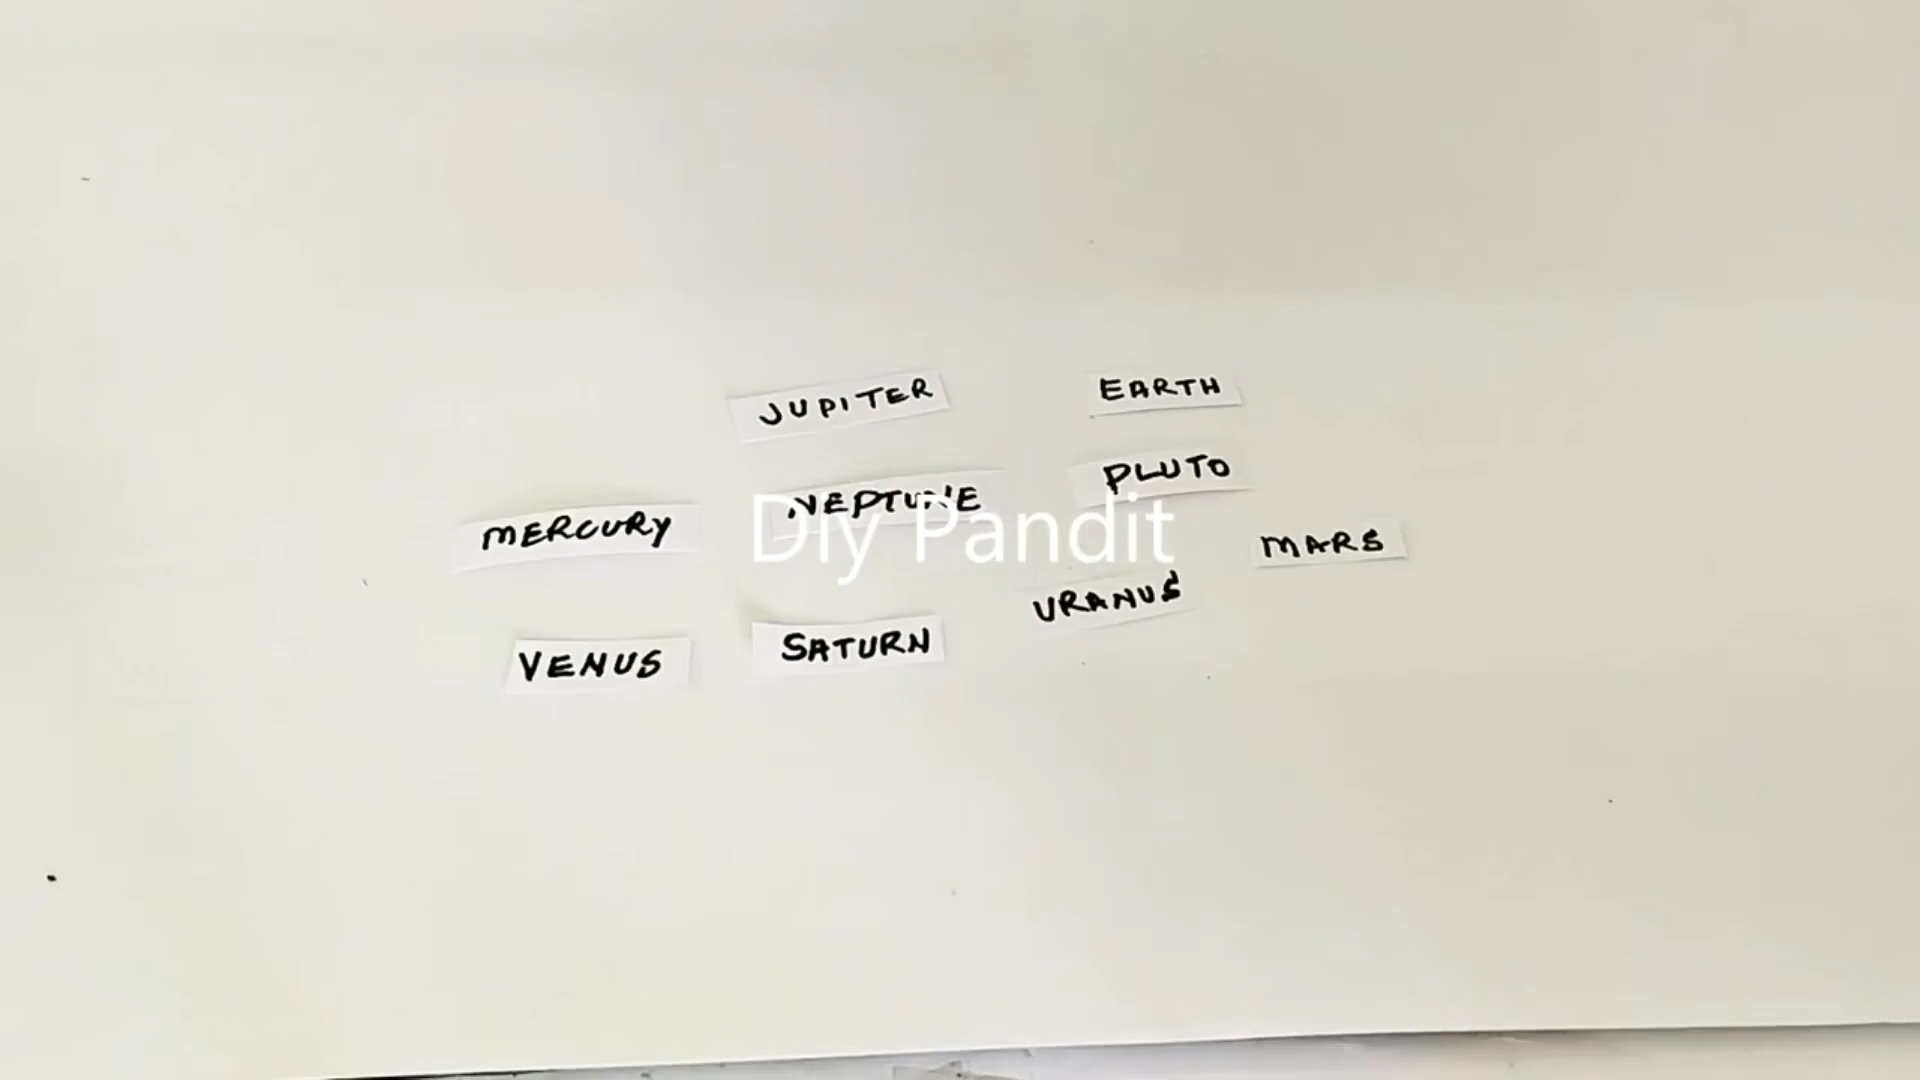 JUPITER
EARTH
NEPTUNE
PLUTO
MERCURY
Diy Pandit
MARS
URANUS
VENUS
SATURN